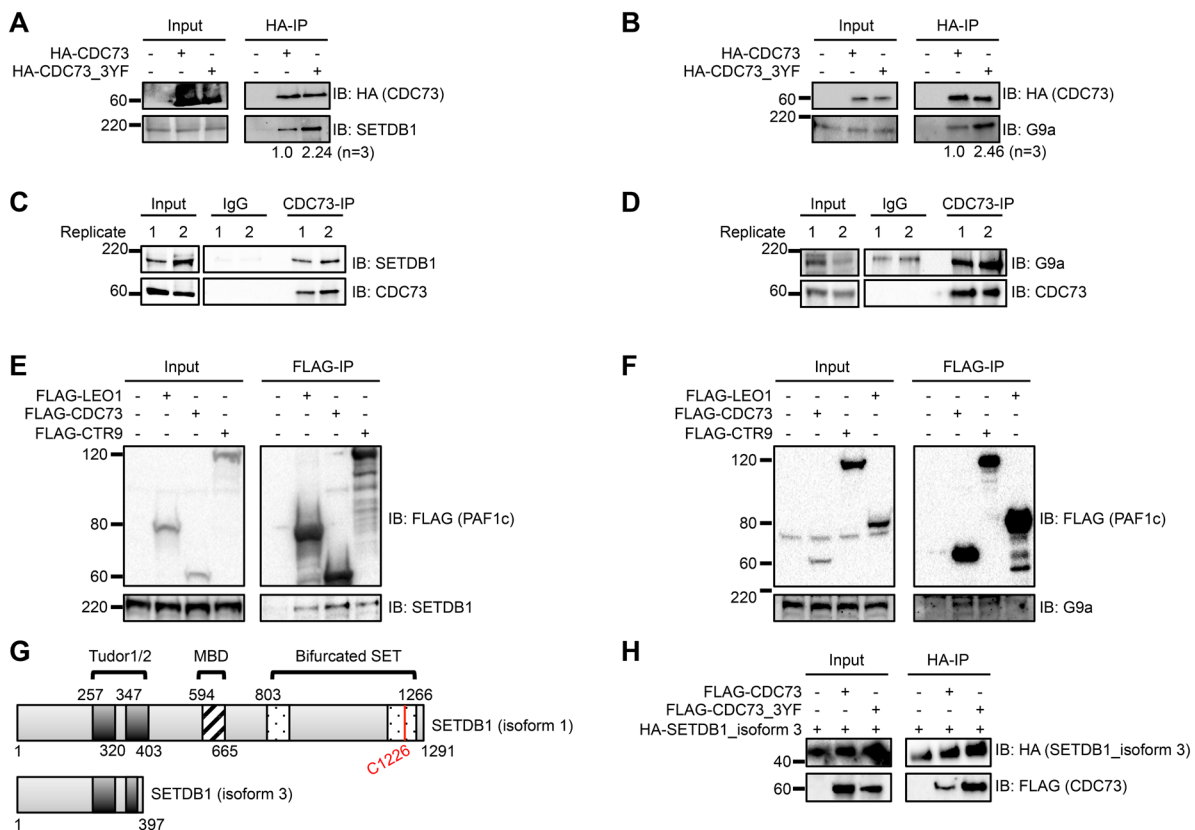 A
Input HA-IP
HA-CDC73 - + - - + -
HA-CDC73_3YF - - + - - +
60 IB: HA (CDC73)
220 IB: SETDB1
1.0 2.24 (n=3)
B
Input HA-IP
HA-CDC73 - + - - + -
HA-CDC73_3YF - - + - - +
60 IB: HA (CDC73)
220 IB: G9a
1.0 2.46 (n=3)
C
Input IgG CDC73-IP
Replicate 1 2 1 2 1 2
220 IB: SETDB1
60 IB: CDC73
D
Input IgG CDC73-IP
Replicate 1 2 1 2 1 2
220 IB: G9a
60 IB: CDC73
E
Input FLAG-IP
FLAG-LEO1 - + - - - + - -
FLAG-CDC73 - - + - - - + -
FLAG-CTR9 - - - + - - - +
120
80 IB: FLAG (PAF1c)
60
220 IB: SETDB1
F
Input FLAG-IP
FLAG-LEO1 - - - + - - - +
FLAG-CDC73 - + - - - + - -
FLAG-CTR9 - - + - - - + -
120
80 IB: FLAG (PAF1c)
60
220 IB: G9a
G
Tudor1/2 MBD Bifurcated SET
257 347 594 803 1266
SETDB1 (isoform 1)
1 320 403 665 C1226 1291
SETDB1 (isoform 3)
1 397
H
Input HA-IP
FLAG-CDC73 - + - - + -
FLAG-CDC73_3YF - - + - - +
HA-SETDB1_isoform 3 + + + + + +
40 IB: HA (SETDB1_isoform 3)
60 IB: FLAG (CDC73)